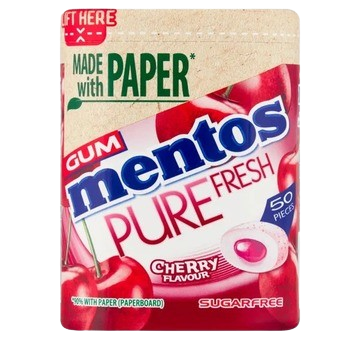 LIFT HERE
MADE
with PAPER*
GUM
mentos
PURE FRESH
50
PIECES
CHERRY
FLAVOUR
*90% WITH PAPER (PAPERBOARD)
SUGARFREE